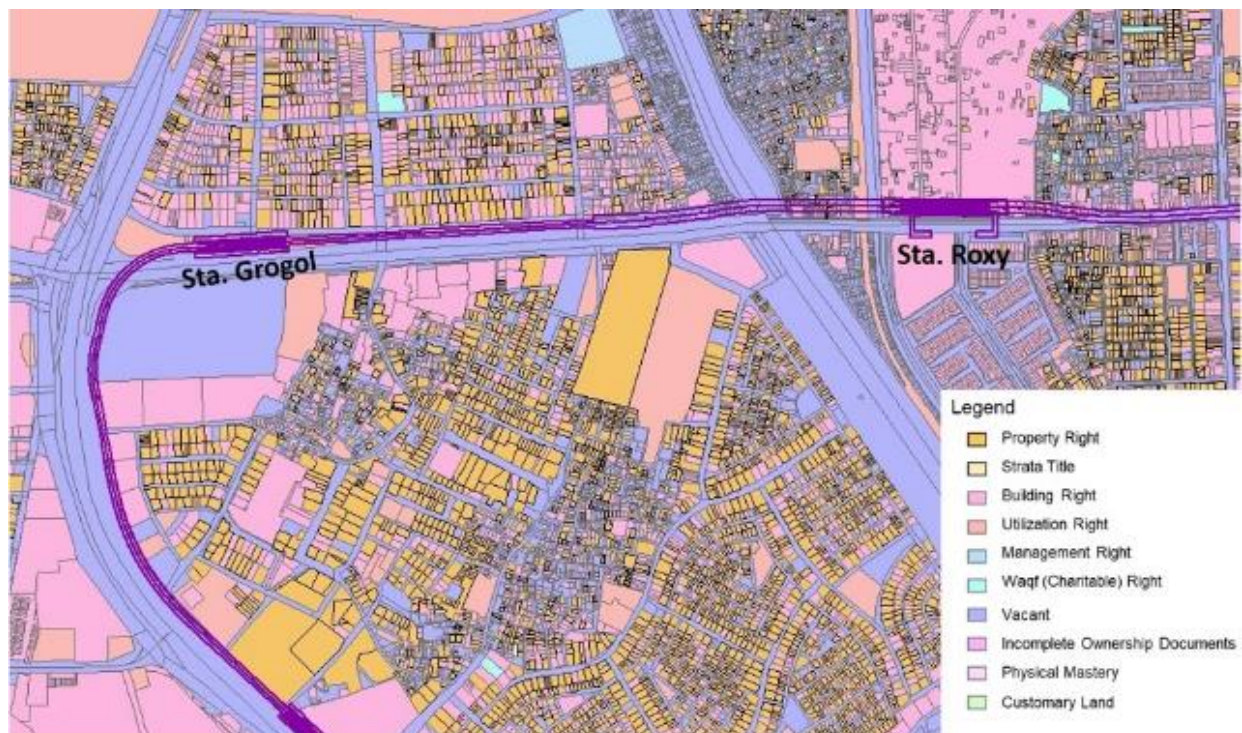 Sta. Grogol
Sta. Roxy
Legend
Property Right
Strata Title
Building Right
Utilization Right
Management Right
Waqf (Charitable) Right
Vacant
Incomplete Ownership Documents
Physical Mastery
Customary Land